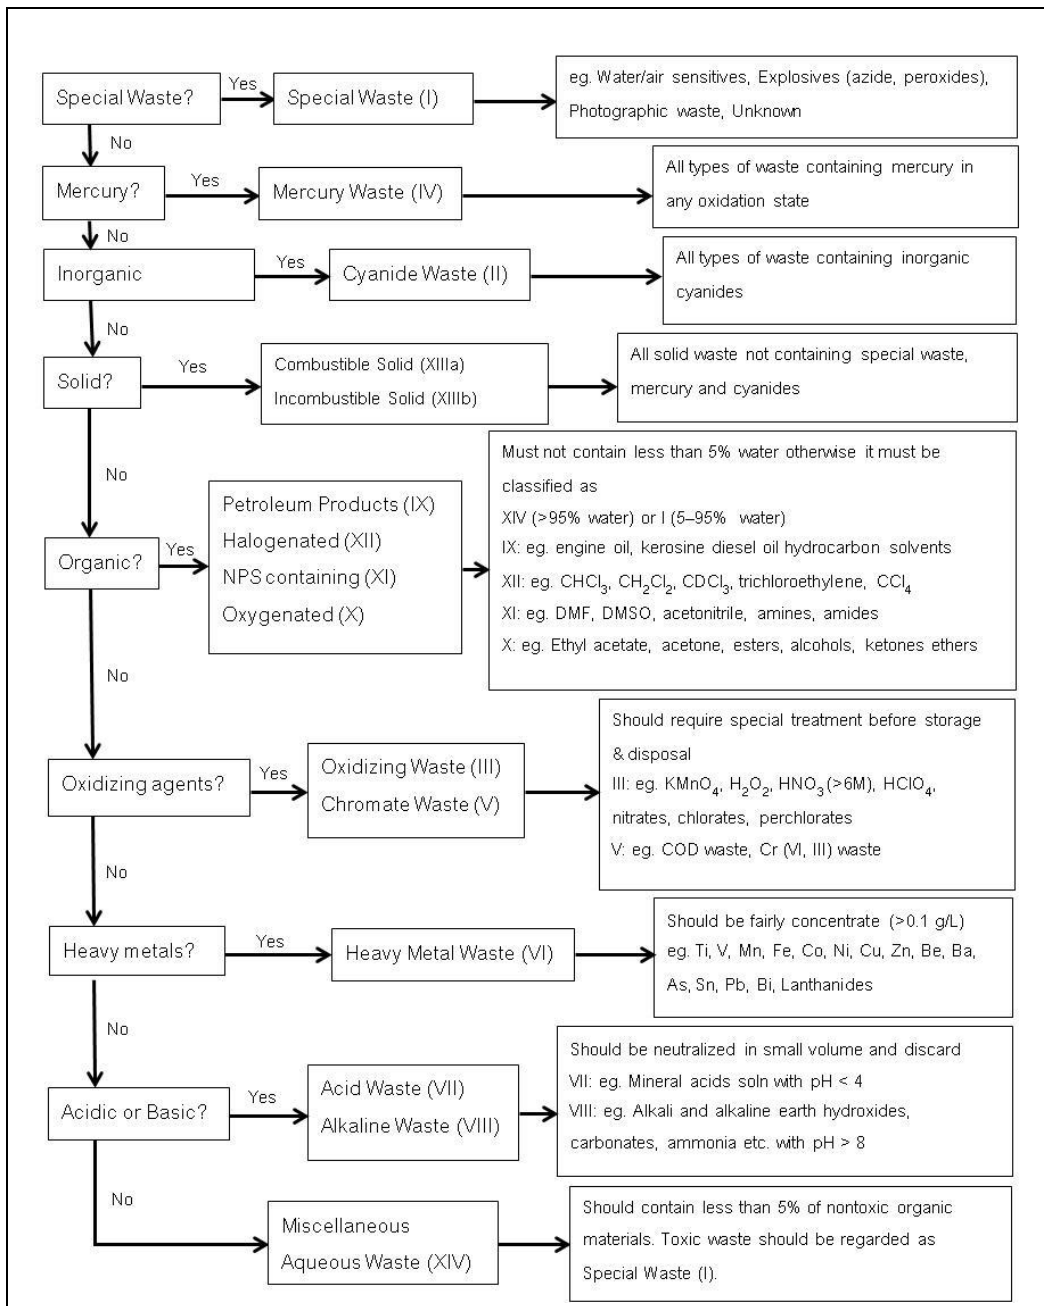 Special Waste?
Yes
Special Waste (I)
eg. Water/air sensitives, Explosives (azide, peroxides),
Photographic waste, Unknown
No
Mercury?
Yes
Mercury Waste (IV)
All types of waste containing mercury in
any oxidation state
No
Inorganic
Yes
Cyanide Waste (II)
All types of waste containing inorganic
cyanides
No
Solid?
Yes
Combustible Solid (XIIIa)
Incombustible Solid (XIIIb)
All solid waste not containing special waste,
mercury and cyanides
No
Organic?
Yes
Petroleum Products (IX)
Halogenated (XII)
NPS containing (XI)
Oxygenated (X)
Must not contain less than 5% water otherwise it must be
classified as
XIV (>95% water) or I (5–95% water)
IX: eg. engine oil, kerosine diesel oil hydrocarbon solvents
XII: eg. CHCl₃, CH₂Cl₂, CDCl₃, trichloroethylene, CCl₄
XI: eg. DMF, DMSO, acetonitrile, amines, amides
X: eg. Ethyl acetate, acetone, esters, alcohols, ketones ethers
No
Oxidizing agents?
Yes
Oxidizing Waste (III)
Chromate Waste (V)
Should require special treatment before storage
& disposal
III: eg. KMnO₄, H₂O₂, HNO₃ (>6M), HClO₄,
nitrates, chlorates, perchlorates
V: eg. COD waste, Cr (VI, III) waste
No
Heavy metals?
Yes
Heavy Metal Waste (VI)
Should be fairly concentrate (>0.1 g/L)
eg. Ti, V, Mn, Fe, Co, Ni, Cu, Zn, Be, Ba,
As, Sn, Pb, Bi, Lanthanides
No
Acidic or Basic?
Yes
Acid Waste (VII)
Alkaline Waste (VIII)
Should be neutralized in small volume and discard
VII: eg. Mineral acids soln with pH < 4
VIII: eg. Alkali and alkaline earth hydroxides,
carbonates, ammonia etc. with pH > 8
No
Miscellaneous
Aqueous Waste (XIV)
Should contain less than 5% of nontoxic organic
materials. Toxic waste should be regarded as
Special Waste (I).